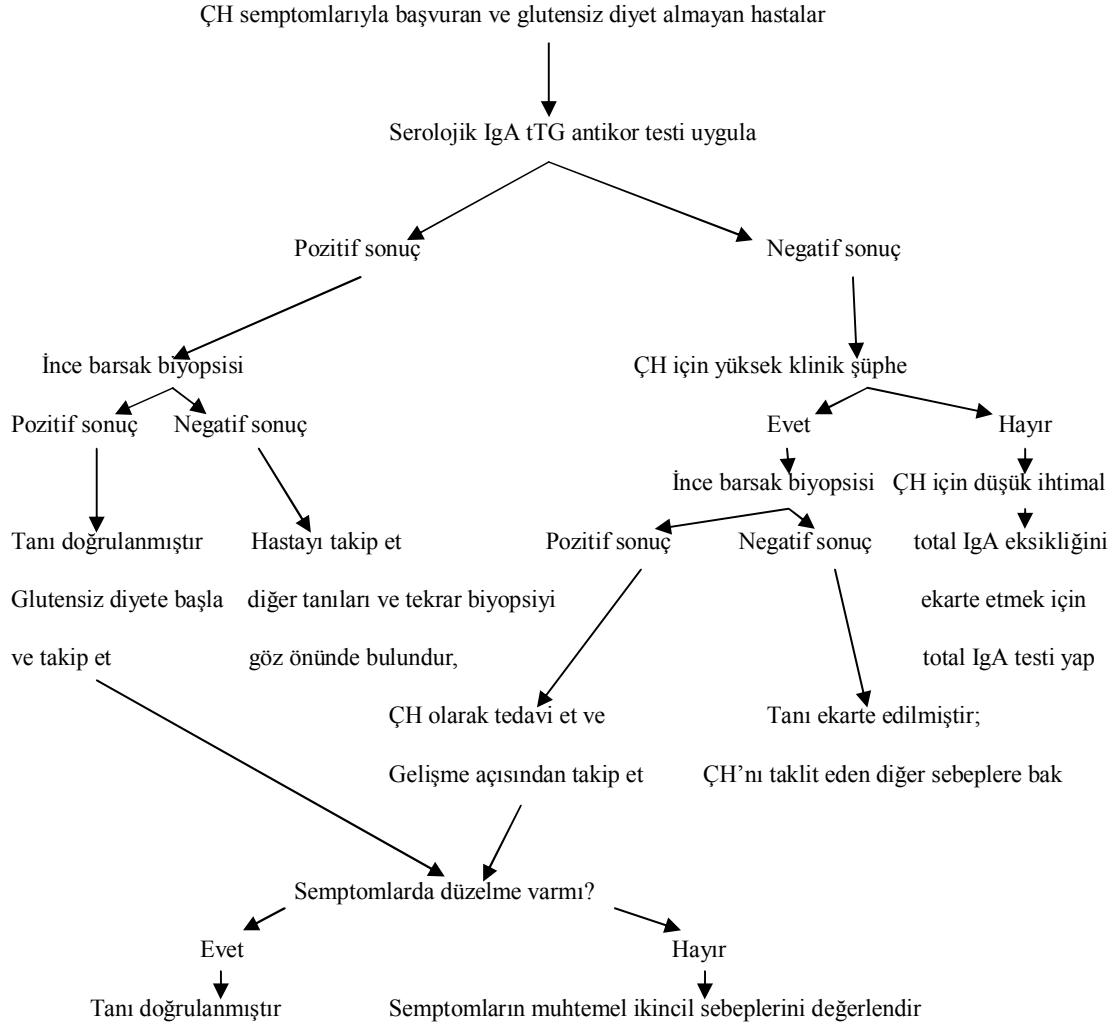 ÇH semptomlarıyla başvuran ve glutensiz diyet almayan hastalar
Serolojik IgA tTG antikor testi uygula
Pozitif sonuç
Negatif sonuç
İnce barsak biyopsisi
ÇH için yüksek klinik şüphe
Pozitif sonuç
Negatif sonuç
Evet
Hayır
İnce barsak biyopsisi
ÇH için düşük ihtimal
Tanı doğrulanmıştır
Glutensiz diyete başla
ve takip et
Hastayı takip et
diğer tanıları ve tekrar biyopsiyi
göz önünde bulundur,
Pozitif sonuç
Negatif sonuç
total IgA eksikliğini
ekarte etmek için
total IgA testi yap
ÇH olarak tedavi et ve
Gelişme açısından takip et
Tanı ekarte edilmiştir;
ÇH’nı taklit eden diğer sebeplere bak
Semptomlarda düzelme varmı?
Evet
Hayır
Tanı doğrulanmıştır
Semptomların muhtemel ikincil sebeplerini değerlendir